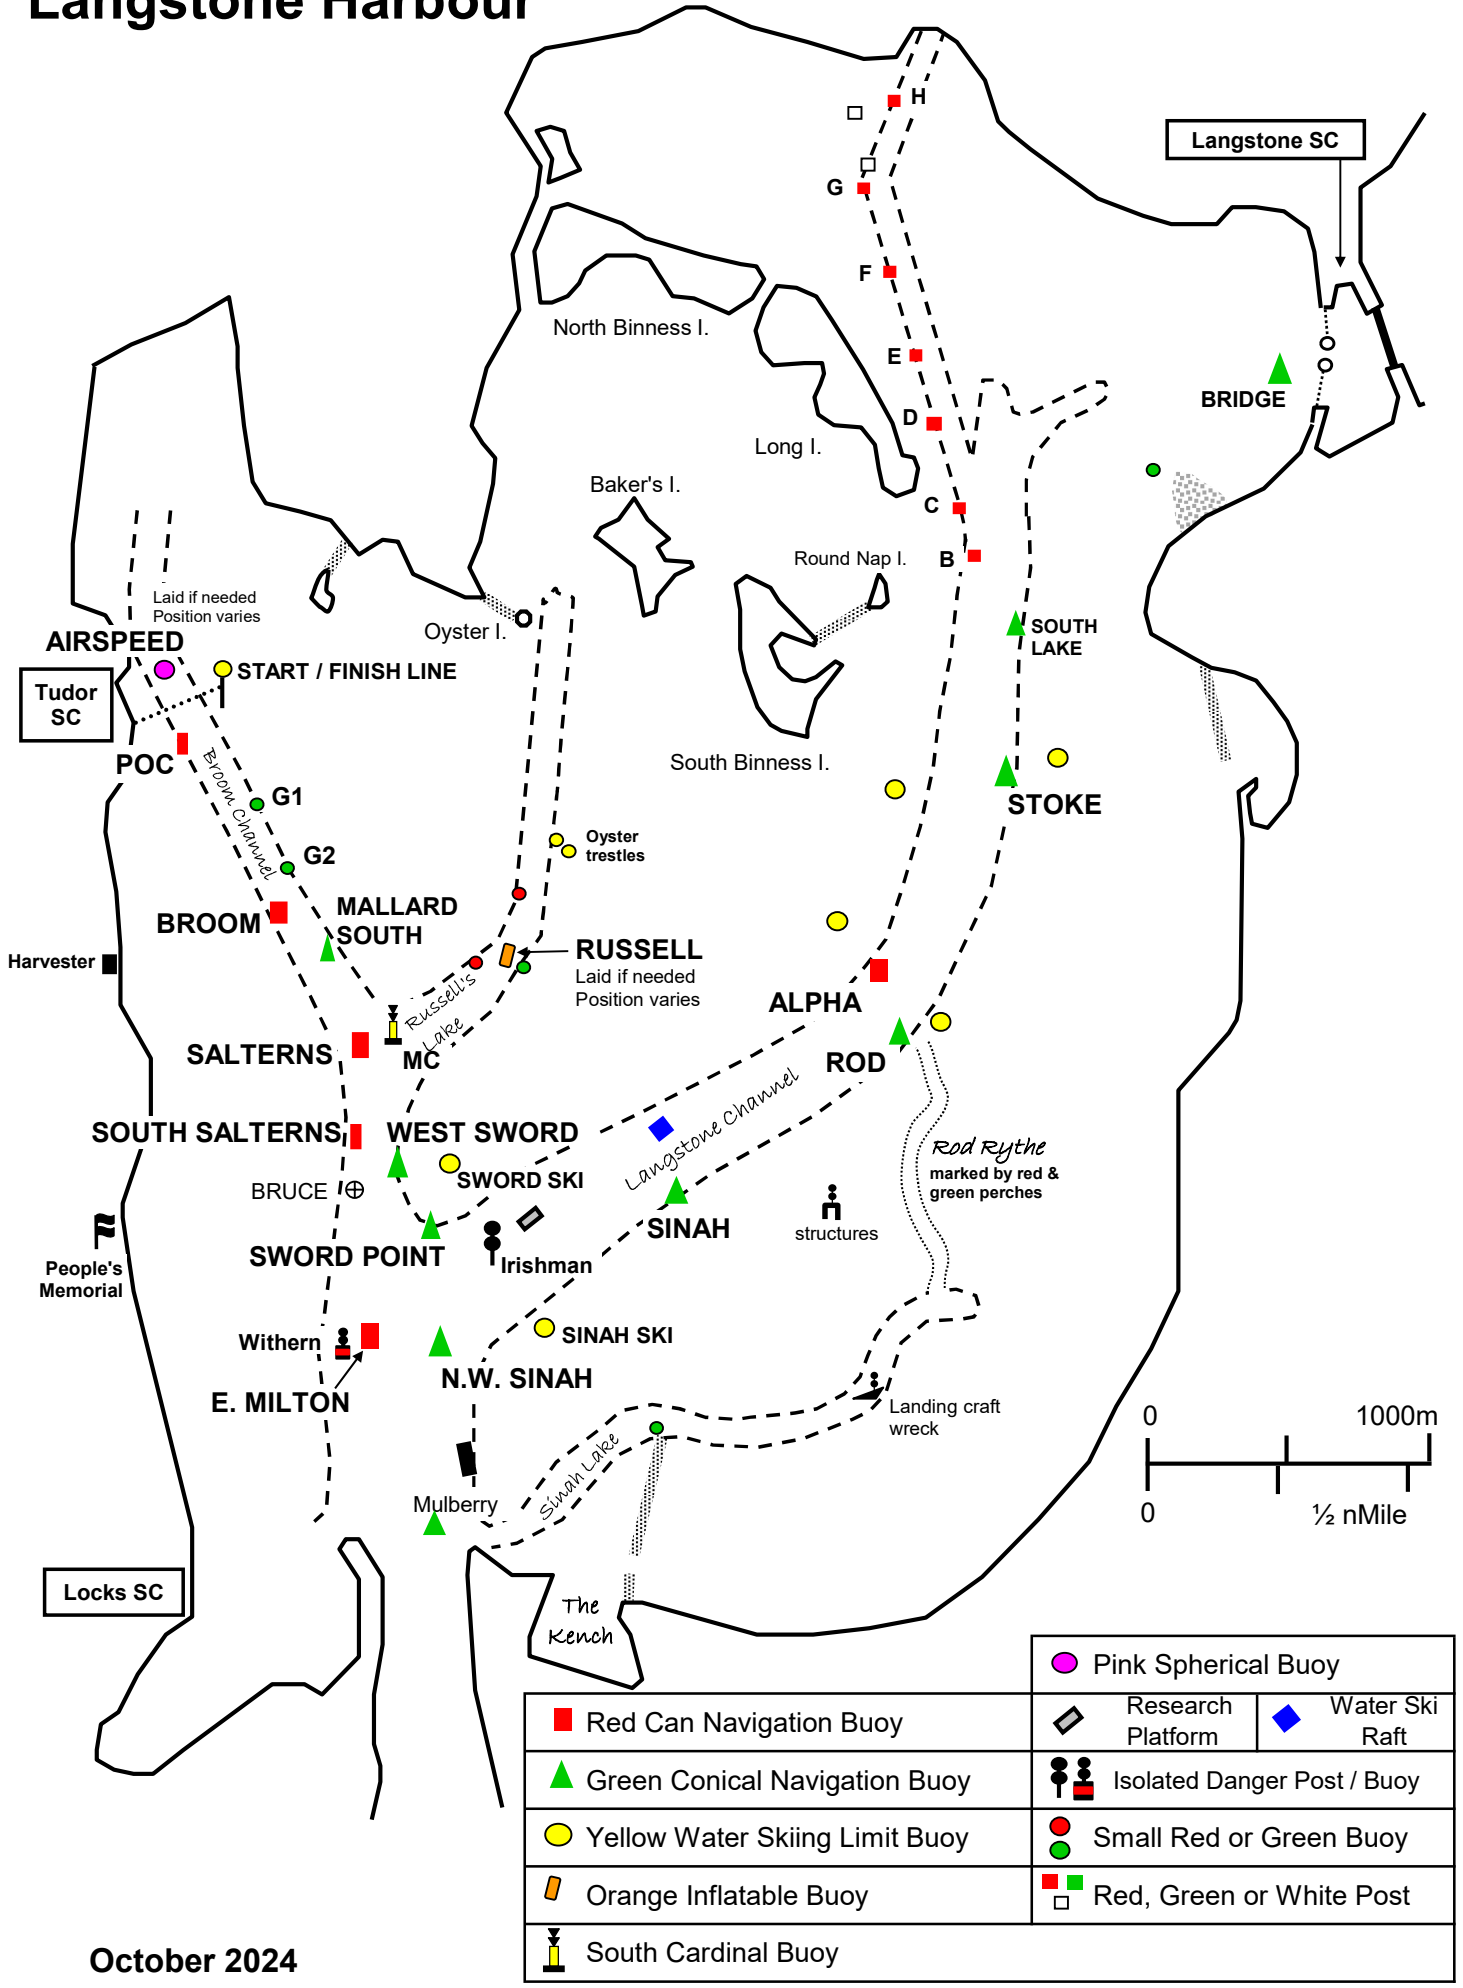 Langstone Harbour
H
Langstone SC
G
F
North Binness I.
E
BRIDGE
D
Long I.
Baker's I.
C
B
Round Nap I.
Laid if needed
Position varies
Oyster I.
SOUTH
LAKE
AIRSPEED
START / FINISH LINE
Tudor
SC
POC
South Binness I.
Broom Channel
G1
STOKE
Oyster
trestles
G2
MALLARD
SOUTH
BROOM
Harvester
RUSSELL
Laid if needed
Position varies
Russell's
Lake
ALPHA
SALTERNS
MC
ROD
Langstone Channel
SOUTH SALTERNS
WEST SWORD
Rod Rythe
marked by red &
green perches
SWORD SKI
BRUCE
SINAH
structures
SWORD POINT
Irishman
People's
Memorial
Withern
SINAH SKI
N.W. SINAH
E. MILTON
Landing craft
wreck
0
1000m
Sinah Lake
Mulberry
0
½ nMile
Locks SC
The
Kench
Pink Spherical Buoy
Red Can Navigation Buoy
Research
Platform
Water Ski
Raft
Green Conical Navigation Buoy
Isolated Danger Post / Buoy
Yellow Water Skiing Limit Buoy
Small Red or Green Buoy
Orange Inflatable Buoy
Red, Green or White Post
South Cardinal Buoy
October 2024